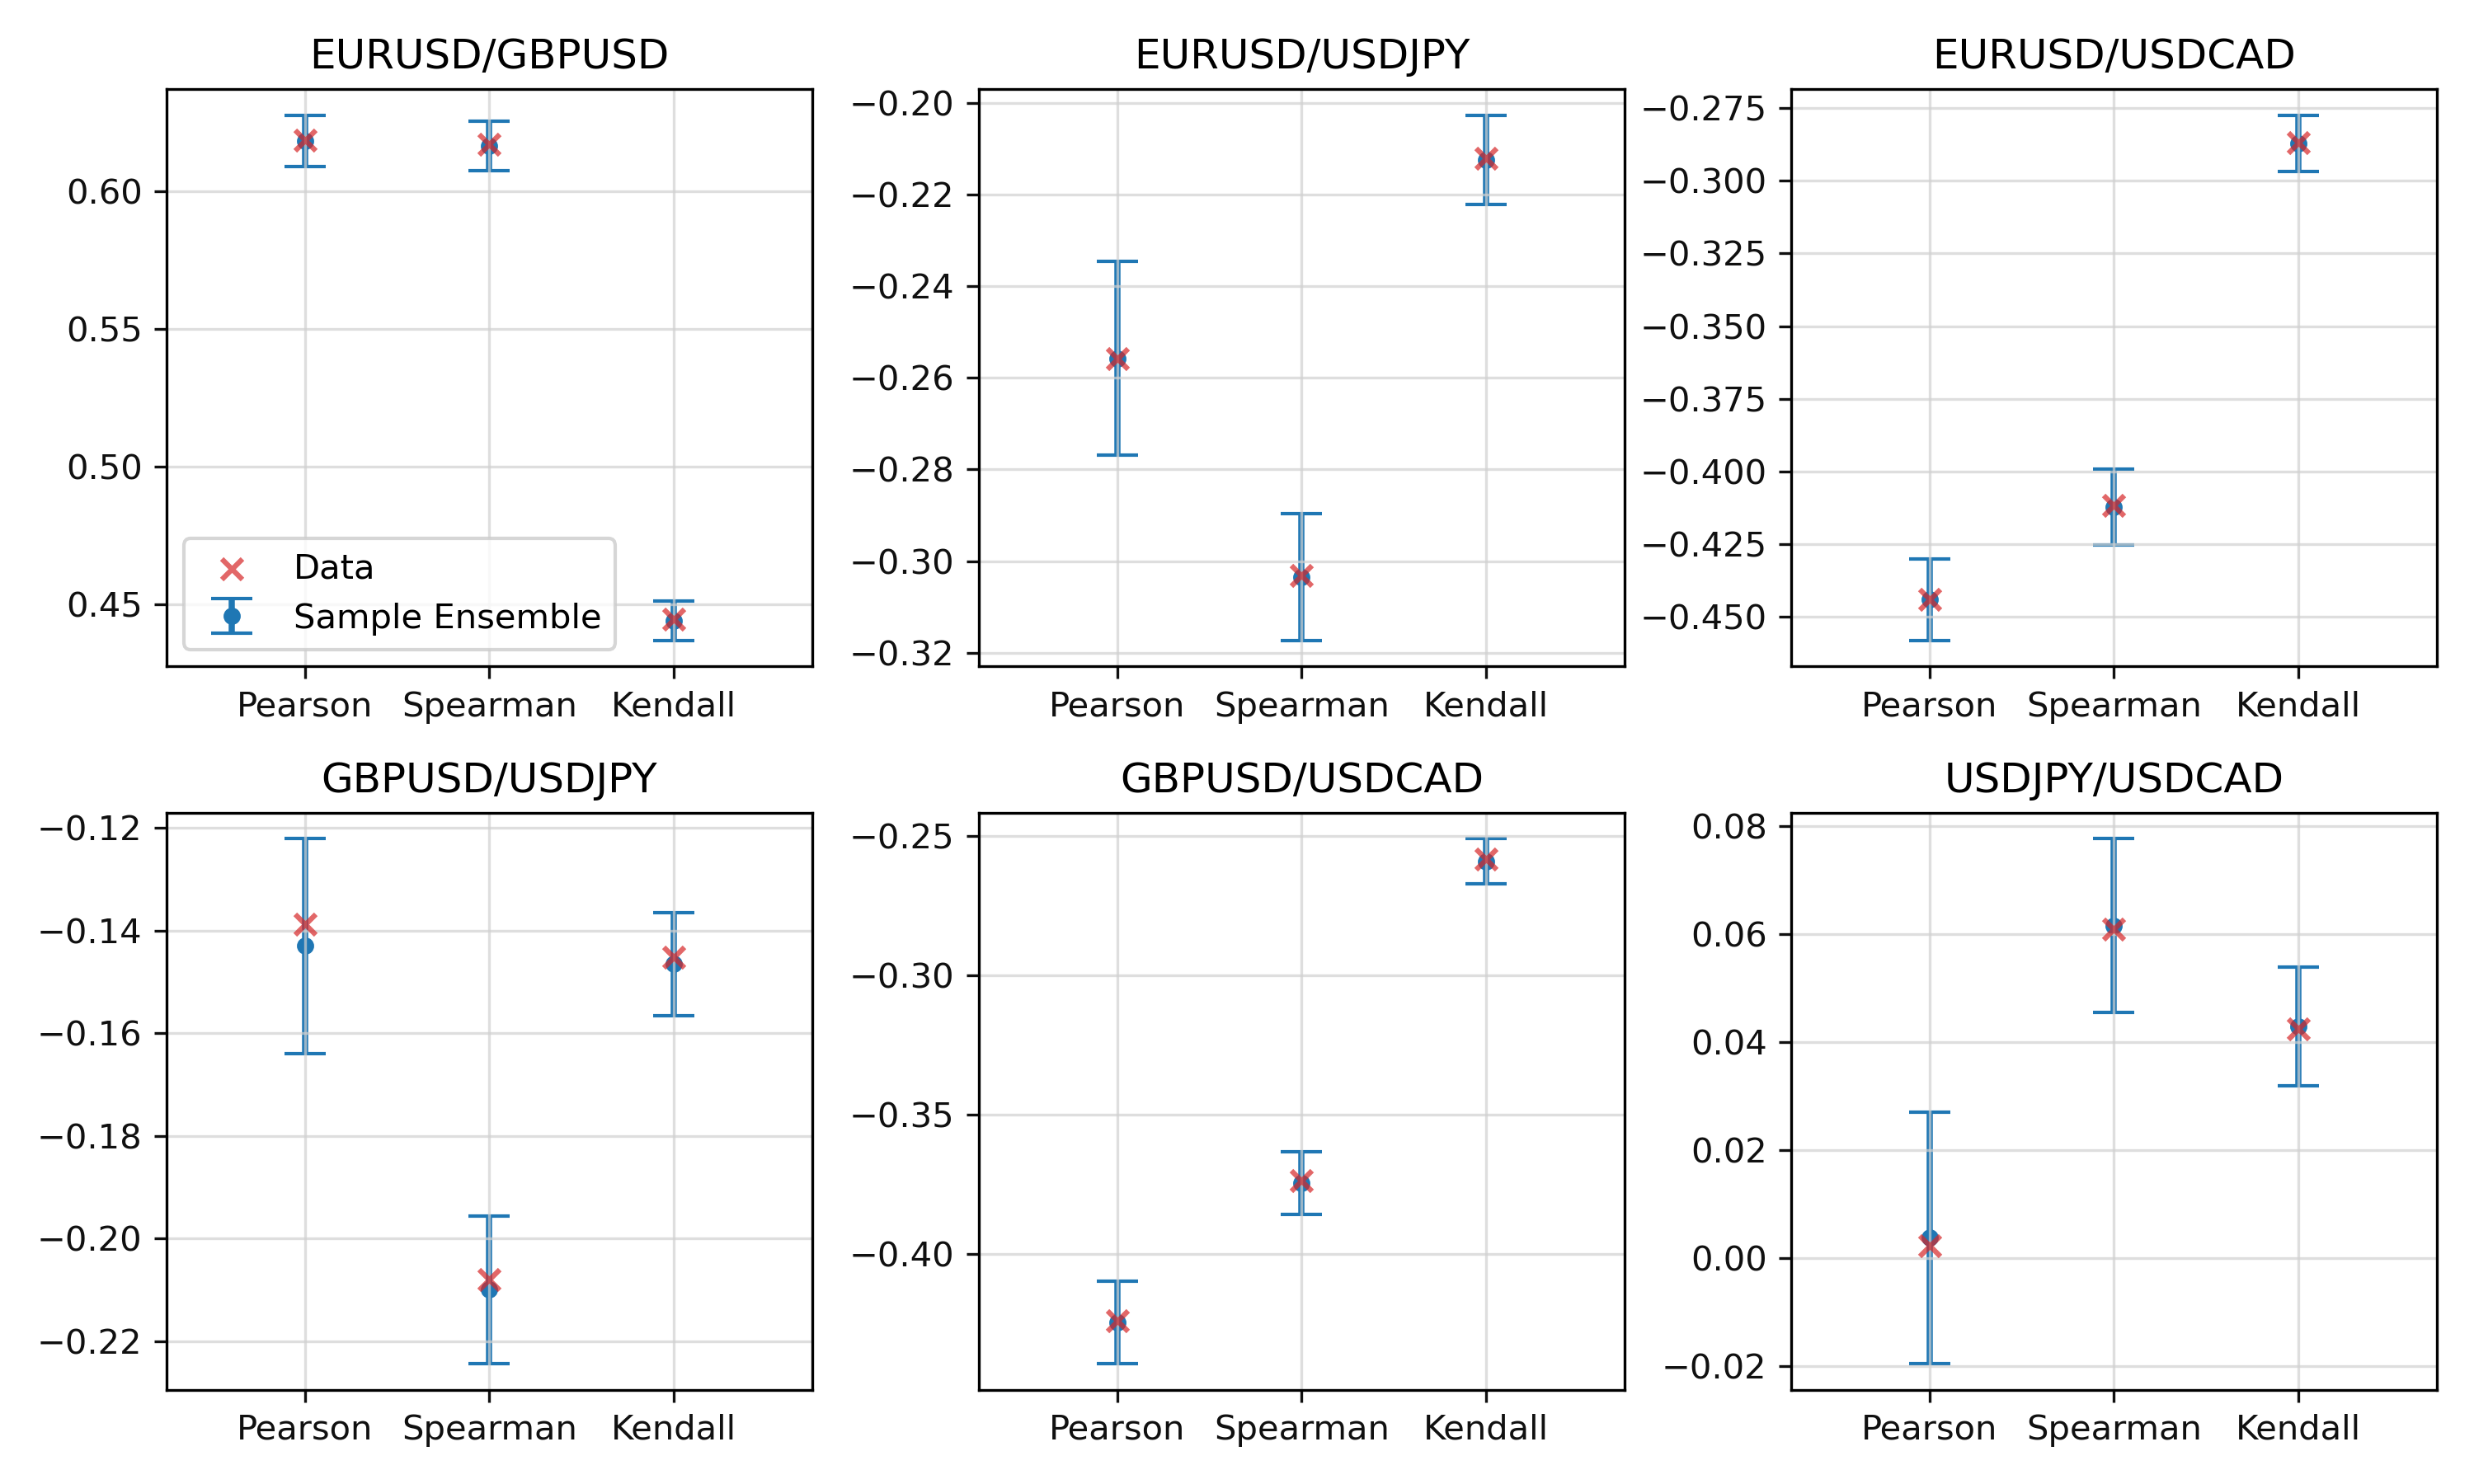 EURUSD/GBPUSD
0.60
0.55
0.50
0.45
Data
Sample Ensemble
Pearson Spearman Kendall
EURUSD/USDJPY
−0.20
−0.22
−0.24
−0.26
−0.28
−0.30
−0.32
Pearson Spearman Kendall
EURUSD/USDCAD
−0.275
−0.300
−0.325
−0.350
−0.375
−0.400
−0.425
−0.450
Pearson Spearman Kendall
GBPUSD/USDJPY
−0.12
−0.14
−0.16
−0.18
−0.20
−0.22
Pearson Spearman Kendall
GBPUSD/USDCAD
−0.25
−0.30
−0.35
−0.40
Pearson Spearman Kendall
USDJPY/USDCAD
0.08
0.06
0.04
0.02
0.00
−0.02
Pearson Spearman Kendall